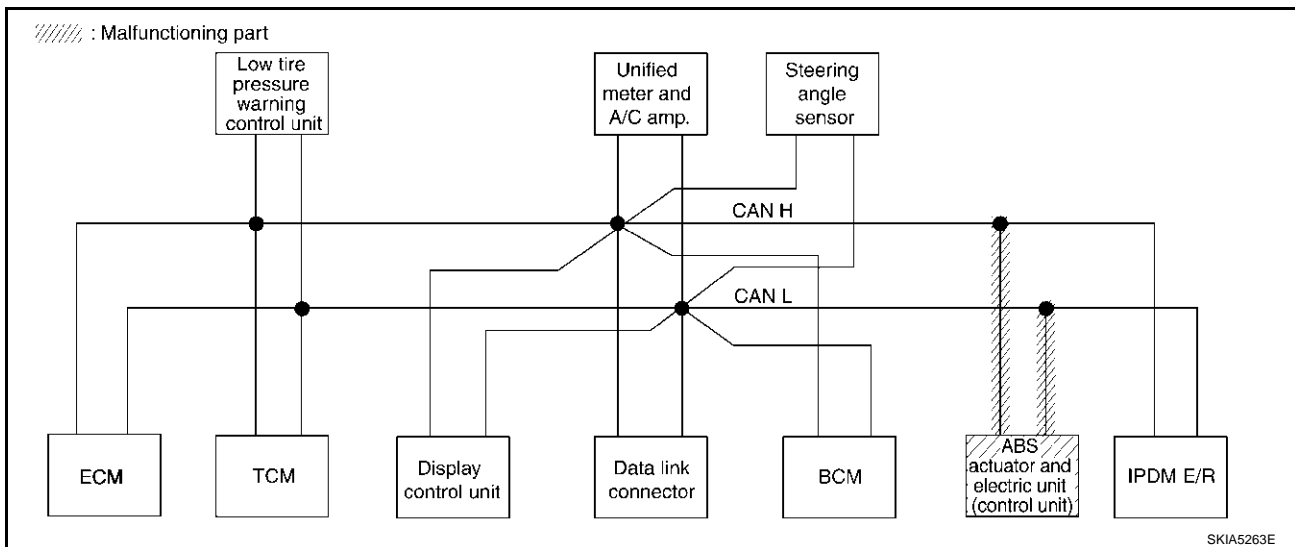 : Malfunctioning part
Low tire
pressure
warning
control unit
Unified
meter and
A/C amp.
Steering
angle
sensor
CAN H
CAN L
ECM
TCM
Display
control unit
Data link
connector
BCM
ABS
actuator and
electric unit
(control unit)
IPDM E/R
SKIA5263E